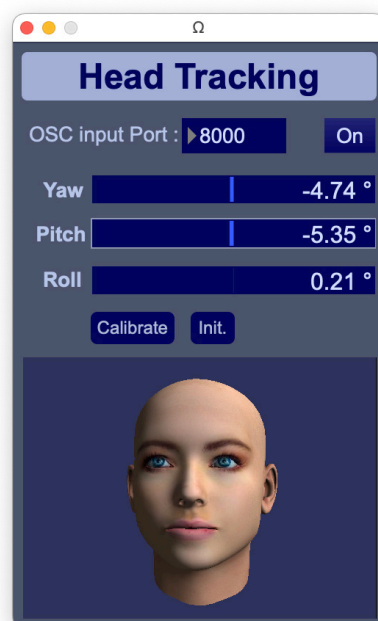 Ω
Head Tracking
OSC input Port : 8000 On
Yaw -4.74 °
Pitch -5.35 °
Roll 0.21 °
Calibrate Init.